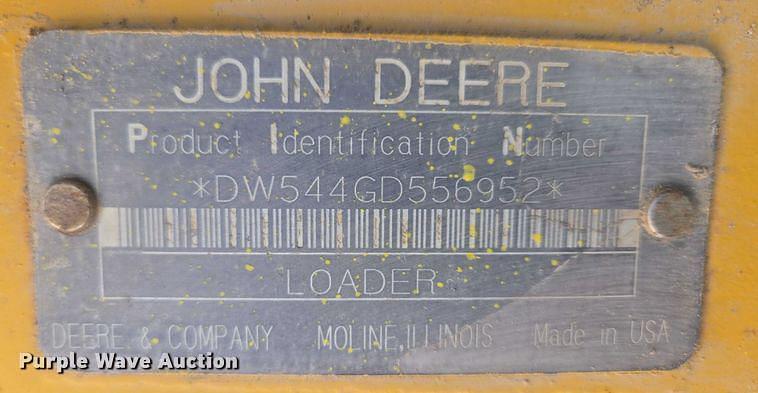 JOHN DEERE
Product Identification Number
*DW544GD556952*
LOADER
DEERE & COMPANY MOLINE, ILLINOIS Made in USA
Purple Wave Auction